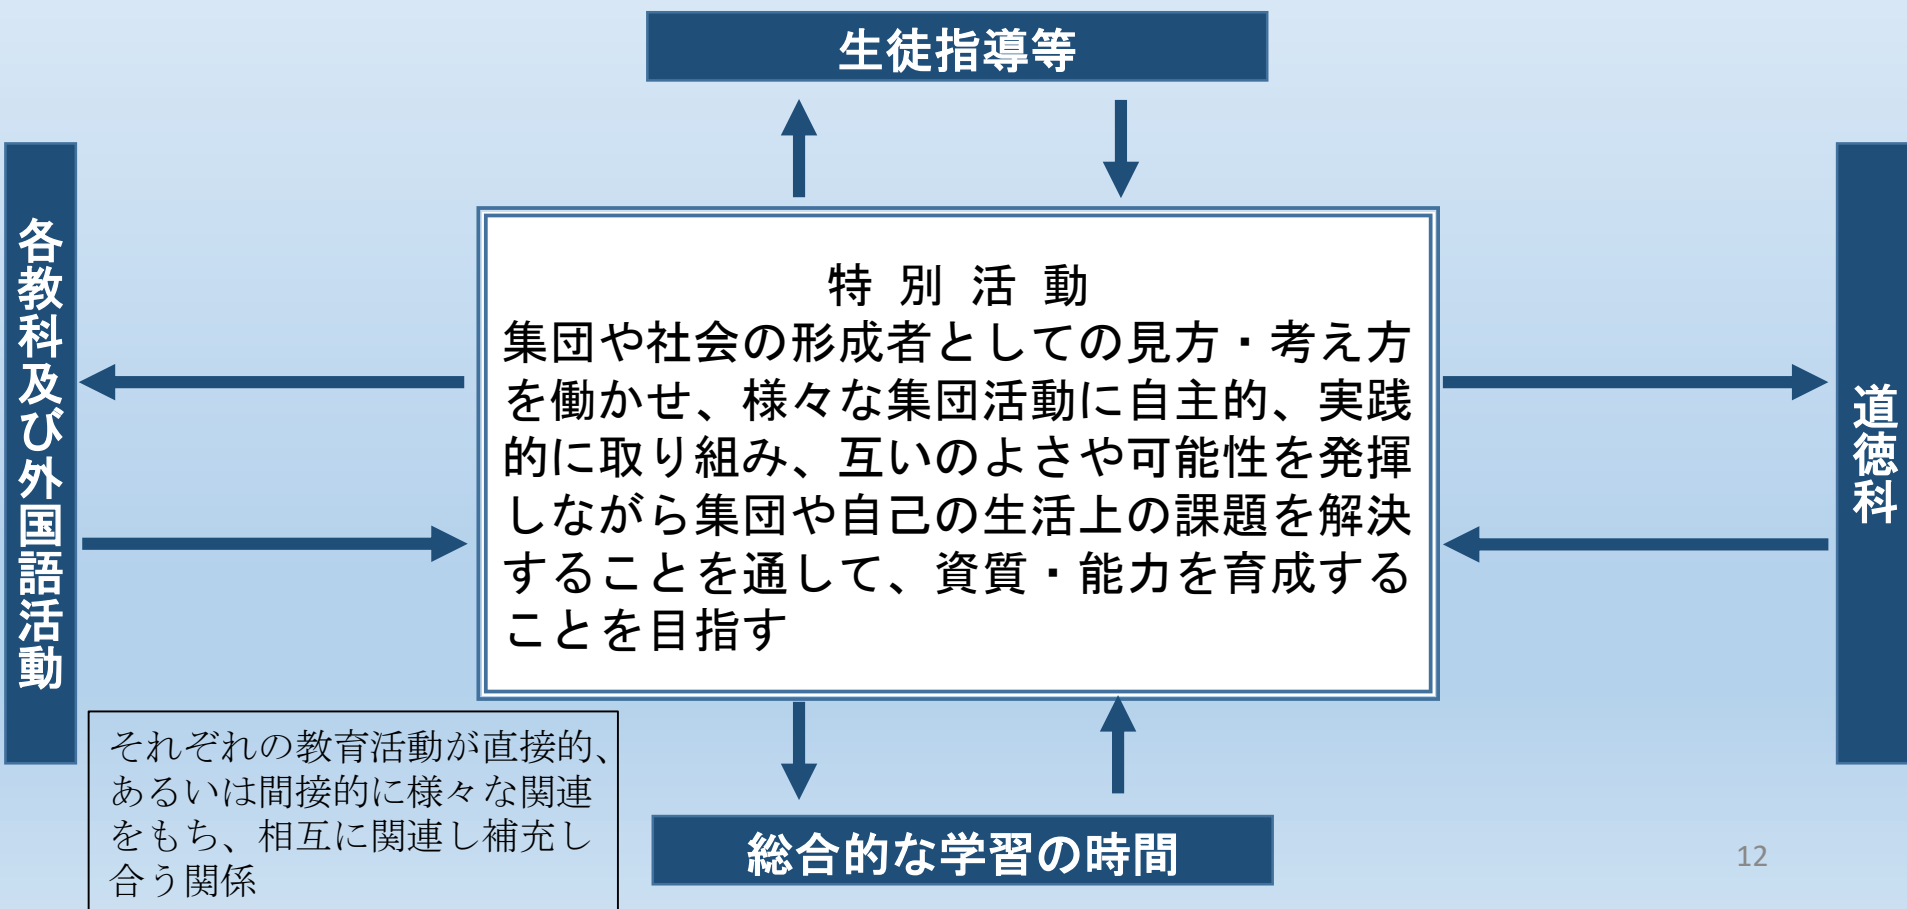 生徒指導等
各教科及び外国語活動
特別活動
集団や社会の形成者としての見方・考え方
を働かせ、様々な集団活動に自主的、実践
的に取り組み、互いのよさや可能性を発揮
しながら集団や自己の生活上の課題を解決
することを通して、資質・能力を育成する
ことを目指す
道徳科
それぞれの教育活動が直接的、
あるいは間接的に様々な関連
をもち、相互に関連し補充し
合う関係
総合的な学習の時間
12